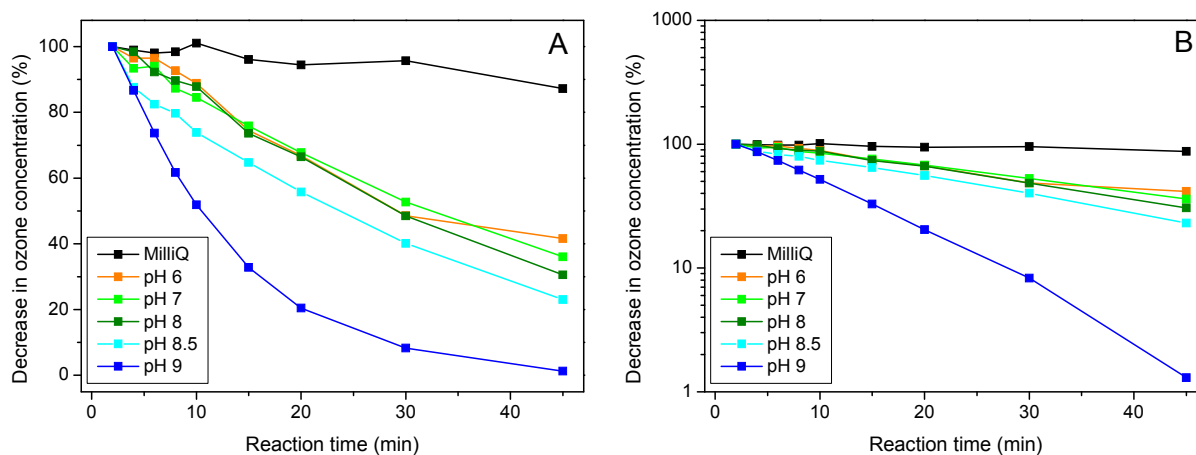 A
Decrease in ozone concentration (%)
100
80
60
40
20
0
MilliQ
pH 6
pH 7
pH 8
pH 8.5
pH 9
0
10
20
30
40
Reaction time (min)
B
Decrease in ozone concentration (%)
1000
100
10
1
MilliQ
pH 6
pH 7
pH 8
pH 8.5
pH 9
0
10
20
30
40
Reaction time (min)